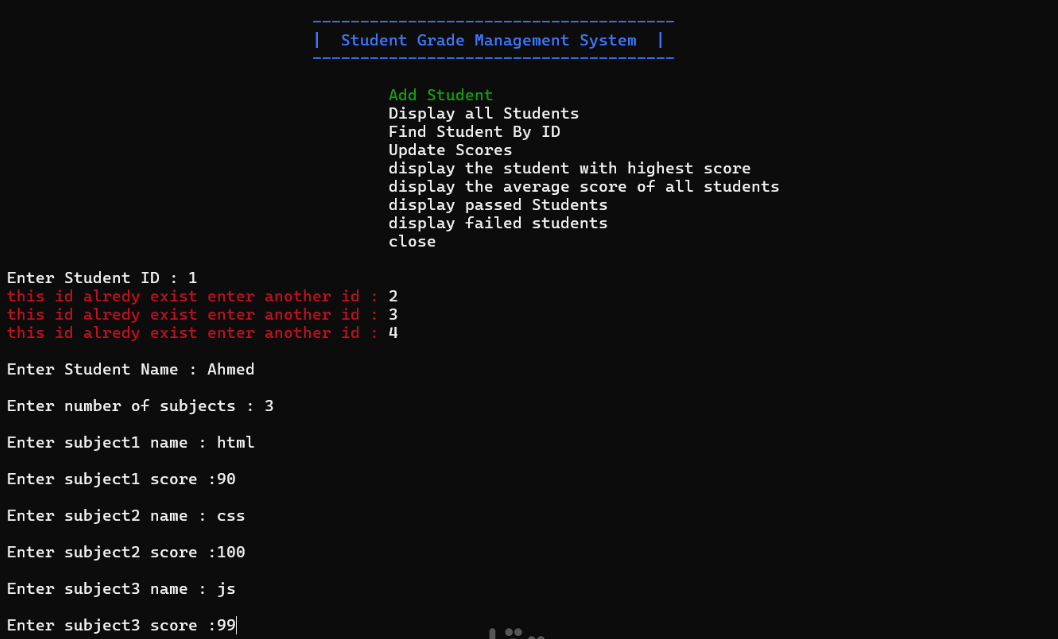 --------------------------------------
| Student Grade Management System |
--------------------------------------
Add Student
Display all Students
Find Student By ID
Update Scores
display the student with highest score
display the average score of all students
display passed Students
display failed students
close
Enter Student ID : 1
this id alredy exist enter another id : 2
this id alredy exist enter another id : 3
this id alredy exist enter another id : 4
Enter Student Name : Ahmed
Enter number of subjects : 3
Enter subject1 name : html
Enter subject1 score :90
Enter subject2 name : css
Enter subject2 score :100
Enter subject3 name : js
Enter subject3 score :99